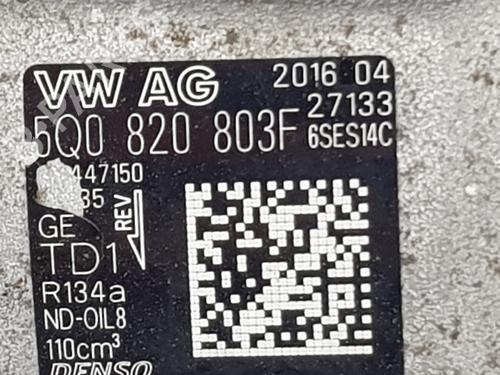 VW AG 2016 04
27133
5Q0 820 803F 6SES14C
447150
35
GE
REV
TD1
R134a
ND-OIL8
110cm³
DENSO